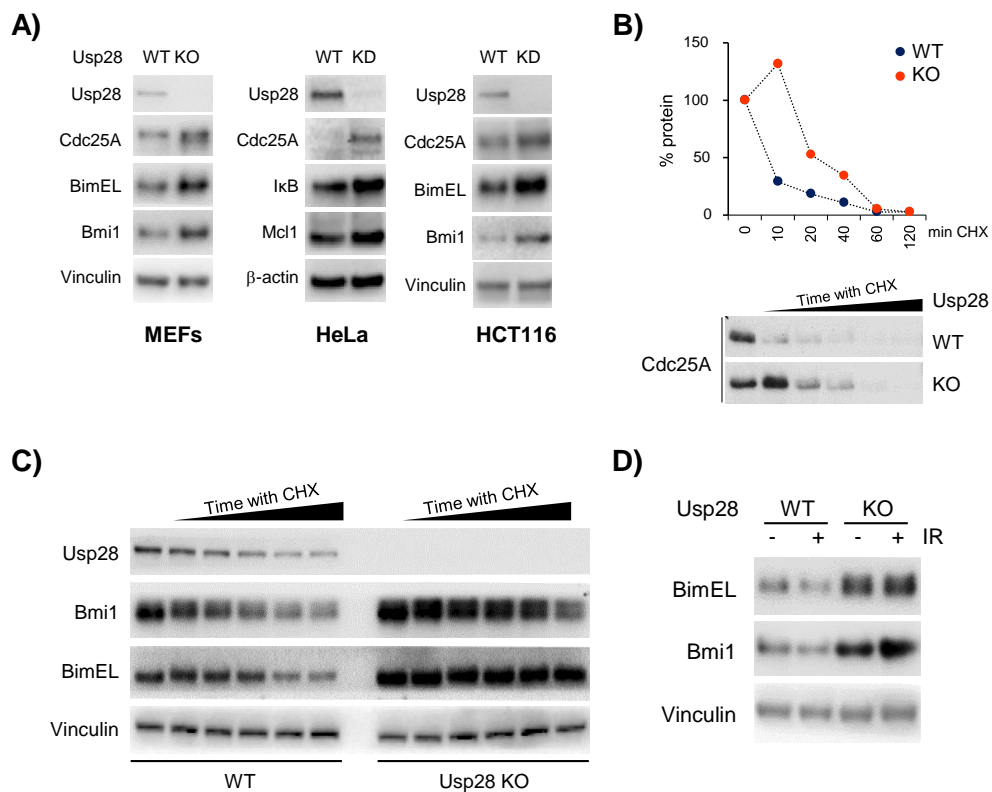 A)
Usp28 WT KO
Usp28
Cdc25A
BimEL
Bmi1
Vinculin
MEFs
WT KD
Usp28
Cdc25A
IκB
Mcl1
β-actin
HeLa
WT KD
Usp28
Cdc25A
BimEL
Bmi1
Vinculin
HCT116
B)
150
100
50
0
% protein
WT
KO
0 10 20 40 60 120 min CHX
Time with CHX
Usp28
Cdc25A
WT
KO
C)
Time with CHX Time with CHX
Usp28
Bmi1
BimEL
Vinculin
WT Usp28 KO
D)
Usp28 WT KO
- + - + IR
BimEL
Bmi1
Vinculin